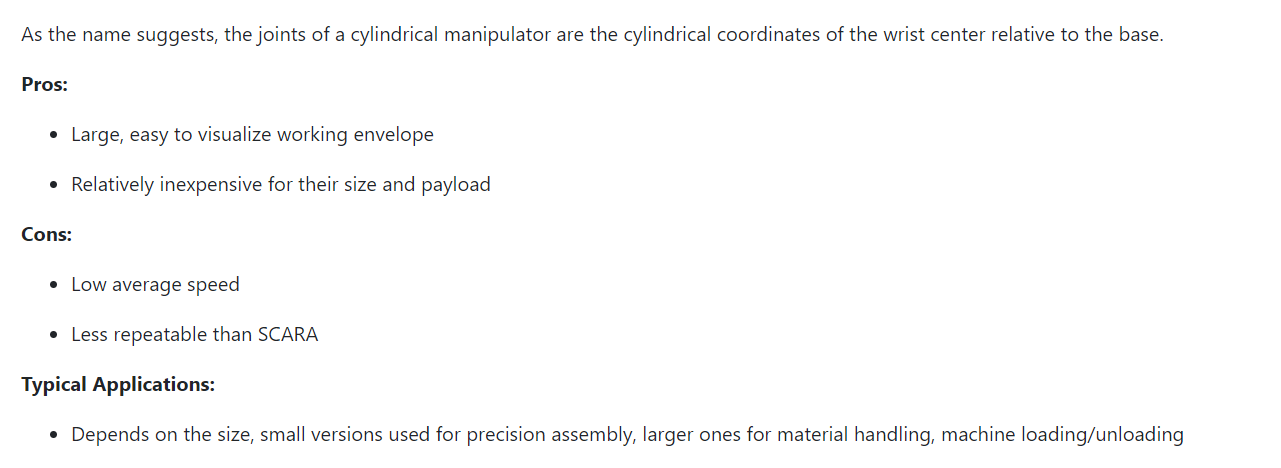 As the name suggests, the joints of a cylindrical manipulator are the cylindrical coordinates of the wrist center relative to the base.
Pros:
• Large, easy to visualize working envelope
• Relatively inexpensive for their size and payload
Cons:
• Low average speed
• Less repeatable than SCARA
Typical Applications:
• Depends on the size, small versions used for precision assembly, larger ones for material handling, machine loading/unloading